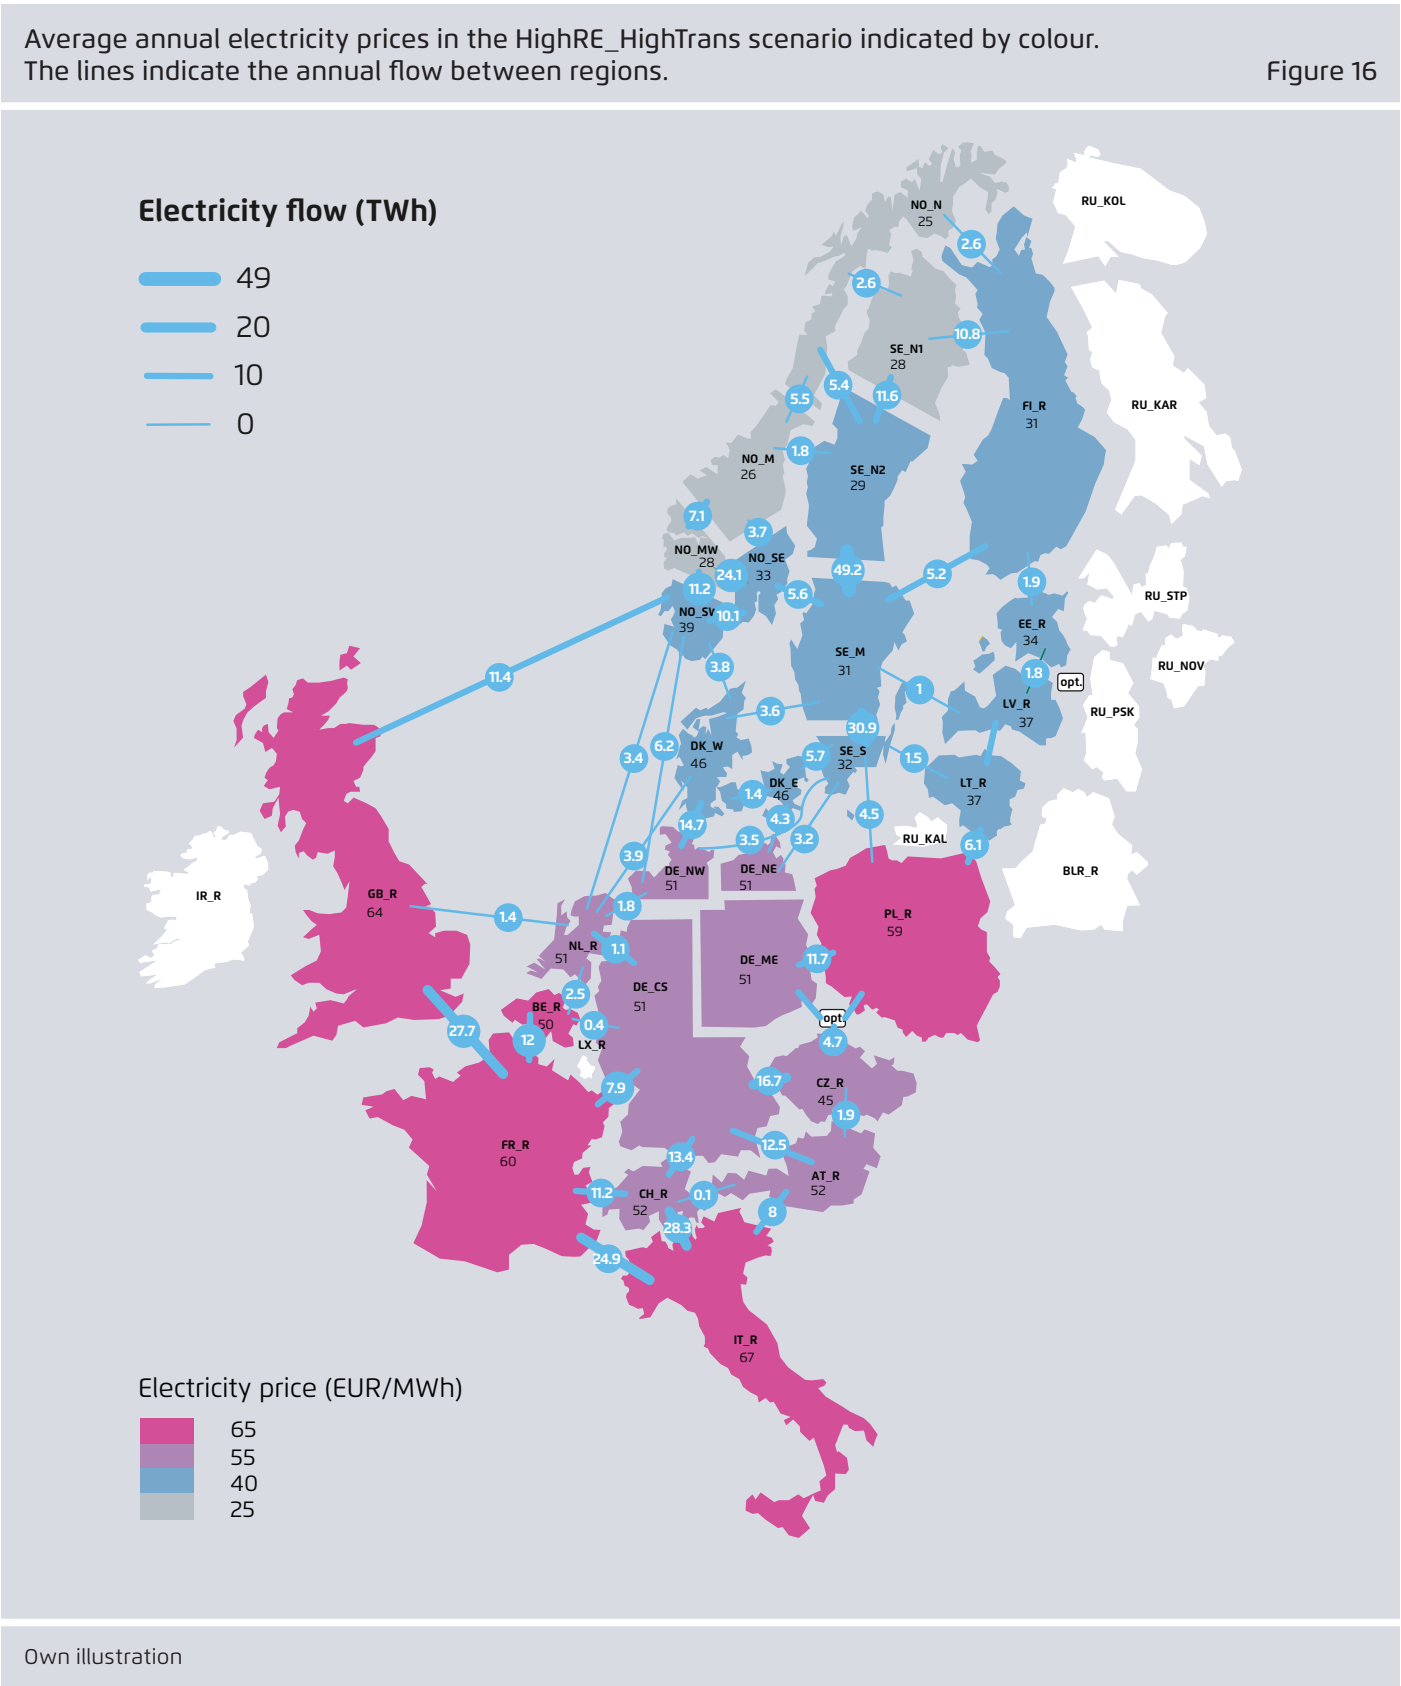 Average annual electricity prices in the HighRE_HighTrans scenario indicated by colour.
The lines indicate the annual flow between regions.
Figure 16
Electricity flow (TWh)
49
20
10
0
RU_KOL
NO_N
25
2.6
2.6
10.8
SE_N1
28
5.4
11.6
5.5
FI_R
31
RU_KAR
1.8
NO_M
26
SE_N2
29
7.1
3.7
NO_MW
28
NO_SE
33
24.1
49.2
5.2
11.2
5.6
1.9
RU_STP
NO_SW
39
10.1
EE_R
34
SE_M
31
3.8
RU_NOV
1.8
opt.
11.4
1
LV_R
37
RU_PSK
3.6
30.9
3.4
6.2
DK_W
46
5.7
SE_S
32
1.5
DK_E
46
LT_R
37
1.4
4.3
4.5
14.7
3.5
3.2
RU_KAL
6.1
3.9
DE_NW
51
DE_NE
51
BLR_R
IR_R
GB_R
64
1.8
1.4
PL_R
59
NL_R
51
1.1
DE_ME
51
11.7
DE_CS
51
2.5
BE_R
50
opt.
0.4
27.7
12
LX_R
4.7
16.7
CZ_R
45
7.9
1.9
FR_R
60
12.5
13.4
AT_R
52
11.2
CH_R
52
0.1
8
28.3
24.9
IT_R
67
Electricity price (EUR/MWh)
65
55
40
25
Own illustration